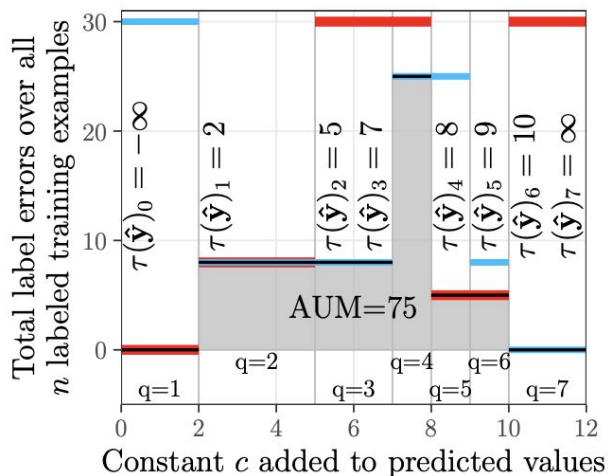 Total label errors over all
n labeled training examples
30
20
10
0
τ(ŷ)₀ = −∞
τ(ŷ)₁ = 2
τ(ŷ)₂ = 5
τ(ŷ)₃ = 7
τ(ŷ)₄ = 8
τ(ŷ)₅ = 9
τ(ŷ)₆ = 10
τ(ŷ)₇ = ∞
AUM=75
q=1
q=2
q=3
q=4
q=5
q=6
q=7
0 2 4 6 8 10 12
Constant c added to predicted values